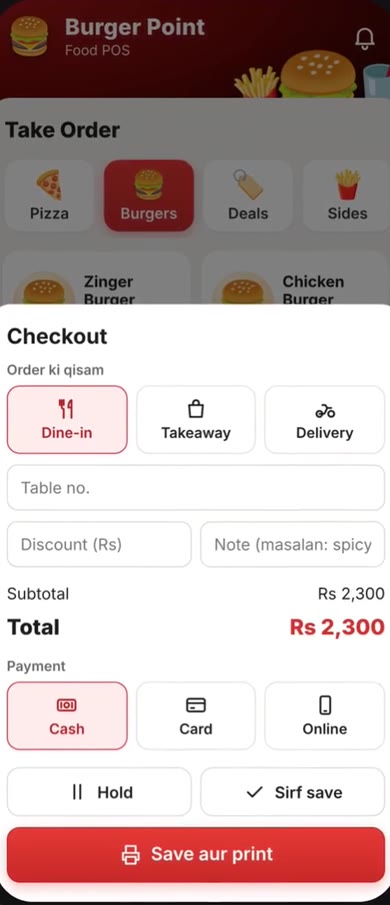 Burger Point
Food POS
Take Order
Pizza
Burgers
Deals
Sides
Zinger
Burger
Chicken
Burger
Checkout
Order ki qisam
Dine-in
Takeaway
Delivery
Table no.
Discount (Rs)
Note (masalan: spicy
Subtotal
Rs 2,300
Total
Rs 2,300
Payment
Cash
Card
Online
Hold
Sirf save
Save aur print